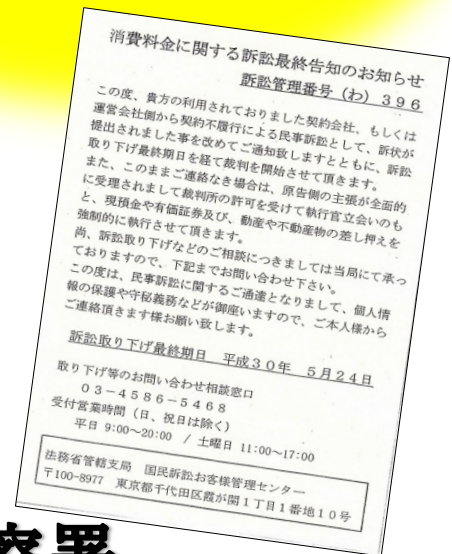 消費料金に関する訴訟最終告知のお知らせ
訴訟管理番号（わ）３９６
この度、貴方の利用されておりました契約会社、もしくは
運営会社側から契約不履行による民事訴訟として、訴状が
提出されました事を改めてご通知致しますとともに、訴訟
取り下げ最終期日を経て裁判を開始させて頂きます。
また、このままご連絡なき場合は、原告側の主張が全面的
に受理されまして裁判所の許可を受けて執行官立会いのも
と、現預金や有価証券及び、動産や不動産物の差し押えを
強制的に執行させて頂きます。
尚、訴訟取り下げなどのご相談につきましては当局にて承っ
ておりますので、下記までお問い合わせ下さい。
この度は、民事訴訟に関するご通達となりまして、個人情
報の保護や守秘義務などが御座いますので、ご本人様から
ご連絡頂きます様お願い致します。
訴訟取り下げ最終期日　平成３０年　５月２４日
取り下げ等のお問い合わせ相談窓口
０３－４５８６－５４６８
受付営業時間（日、祝日は除く）
平日 9:00～20:00　/　土曜日 11:00～17:00
法務省管轄支局　国民訴訟お客様管理センター
〒100-8977　東京都千代田区霞が関１丁目１番地１０号